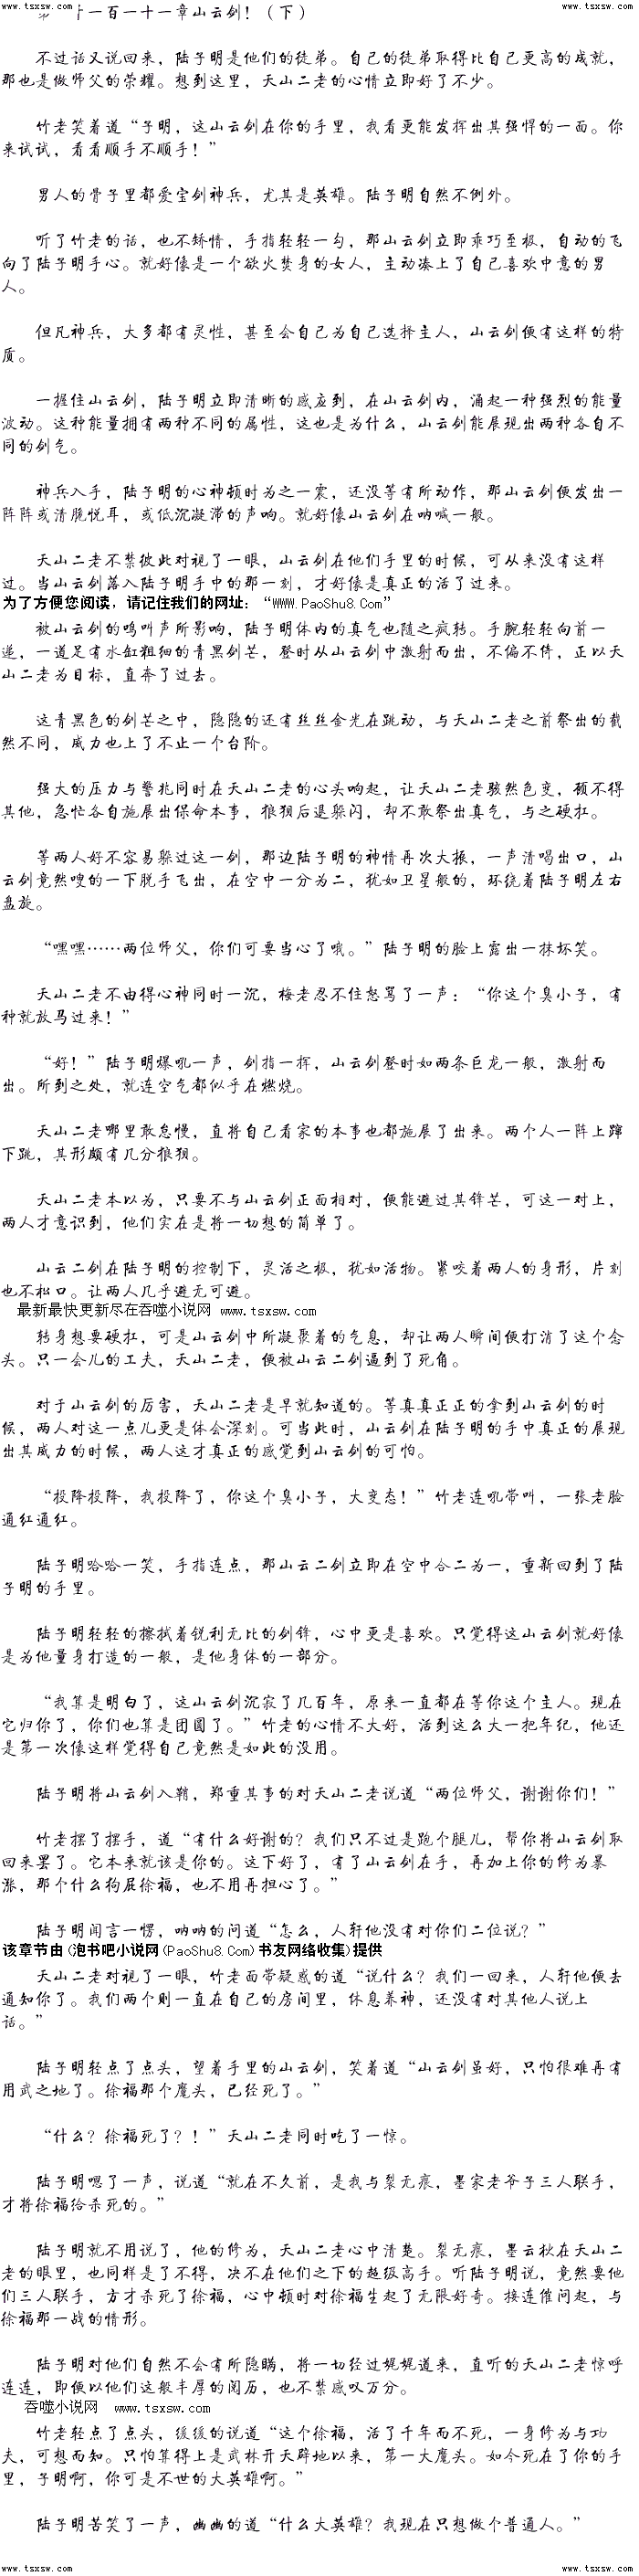 www.tsxsw.com www.tsxsw.com
十一百一十一章山云剑！（下）
不过话又说回来，陆子明是他们的徒弟。自己的徒弟取得比自己更高的成就，
那也是做师父的荣耀。想到这里，天山二老的心情立即好了不少。
竹老笑着道“子明，这山云剑在你的手里，我看更能发挥出其强悍的一面。你
来试试，看看顺手不顺手！”
男人的骨子里都爱宝剑神兵，尤其是英雄。陆子明自然不例外。
听了竹老的话，也不矫情，手指轻轻一勾，那山云剑立即乖巧至极，自动的飞
向了陆子明手心。就好像是一个欲火焚身的女人，主动凑上了自己喜欢中意的男
人。
但凡神兵，大多都有灵性，甚至会自己为自己选择主人，山云剑便有这样的特
质。
一握住山云剑，陆子明立即清晰的感应到，在山云剑内，涌起一种强烈的能量
波动。这种能量拥有两种不同的属性，这也是为什么，山云剑能展现出两种各自不
同的剑气。
神兵入手，陆子明的心神顿时为之一震，还没等有所动作，那山云剑便发出一
阵阵或清脆悦耳，或低沉凝滞的声响。就好像山云剑在呐喊一般。
天山二老不禁彼此对视了一眼，山云剑在他们手里的时候，可从来没有这样
过。当山云剑落入陆子明手中的那一刻，才好像是真正的活了过来。
为了方便您阅读，请记住我们的网址：“WWW.PaoShu8.Com”
被山云剑的鸣叫声所影响，陆子明体内的真气也随之疯转。手腕轻轻向前一
递，一道足有水缸粗细的青黑剑芒，登时从山云剑中激射而出，不偏不倚，正以天
山二老为目标，直奔了过去。
这青黑色的剑芒之中，隐隐的还有丝丝金光在跳动，与天山二老之前祭出的截
然不同，威力也上了不止一个台阶。
强大的压力与警兆同时在天山二老的心头响起，让天山二老骇然色变，顾不得
其他，急忙各自施展出保命本事，狼狈后退躲闪，却不敢祭出真气，与之硬扛。
等两人好不容易躲过这一剑，那边陆子明的神情再次大振，一声清喝出口，山
云剑竟然嗖的一下脱手飞出，在空中一分为二，犹如卫星般的，环绕着陆子明左右
盘旋。
“嘿嘿……两位师父，你们可要当心了哦。”陆子明的脸上露出一抹坏笑。
天山二老不由得心神同时一沉，梅老忍不住怒骂了一声：“你这个臭小子，有
种就放马过来！”
“好！”陆子明爆吼一声，剑指一挥，山云剑登时如两条巨龙一般，激射而
出。所到之处，就连空气都似乎在燃烧。
天山二老哪里敢怠慢，直将自己看家的本事也都施展了出来。两个人一阵上蹿
下跳，其形颇有几分狼狈。
天山二老本以为，只要不与山云剑正面相对，便能避过其锋芒，可这一对上，
两人才意识到，他们实在是将一切想的简单了。
山云二剑在陆子明的控制下，灵活之极，犹如活物。紧咬着两人的身形，片刻
也不松口。让两人几乎避无可避。
最新最快更新尽在吞噬小说网 www.tsxsw.com
转身想要硬扛，可是山云剑中所凝聚着的气息，却让两人瞬间便打消了这个念
头。只一会儿的工夫，天山二老，便被山云二剑逼到了死角。
对于山云剑的厉害，天山二老是早就知道的。等真真正正的拿到山云剑的时
候，两人对这一点儿更是体会深刻。可当此时，山云剑在陆子明的手中真正的展现
出其威力的时候，两人这才真正的感觉到山云剑的可怕。
“投降投降，我投降了，你这个臭小子，大变态！”竹老连吼带叫，一张老脸
通红通红。
陆子明哈哈一笑，手指连点，那山云二剑立即在空中合二为一，重新回到了陆
子明的手里。
陆子明轻轻的擦拭着锐利无比的剑锋，心中更是喜欢。只觉得这山云剑就好像
是为他量身打造的一般，是他身体的一部分。
“我算是明白了，这山云剑沉寂了几百年，原来一直都在等你这个主人。现在
它归你了，你们也算是团圆了。”竹老的心情不大好，活到这么大一把年纪，他还
是第一次像这样觉得自己竟然是如此的没用。
陆子明将山云剑入鞘，郑重其事的对天山二老说道“两位师父，谢谢你们！”
竹老摆了摆手，道“有什么好谢的？我们只不过是跑个腿儿，帮你将山云剑取
回来罢了。它本来就该是你的。这下好了，有了山云剑在手，再加上你的修为暴
涨，那个什么狗屁徐福，也不用再担心了。”
陆子明闻言一愣，呐呐的问道“怎么，人轩他没有对你们二位说？”
该章节由(泡书吧小说网(PaoShu8.Com)书友网络收集)提供
天山二老对视了一眼，竹老面带疑惑的道“说什么？我们一回来，人轩他便去
通知你了。我们两个则一直在自己的房间里，休息养神，还没有对其他人说上
话。”
陆子明轻点了点头，望着手里的山云剑，笑着道“山云剑虽好，只怕很难再有
用武之地了。徐福那个魔头，已经死了。”
“什么？徐福死了？！”天山二老同时吃了一惊。
陆子明嗯了一声，说道“就在不久前，是我与裂无痕，墨家老爷子三人联手，
才将徐福给杀死的。”
陆子明就不用说了，他的修为，天山二老心中清楚。裂无痕，墨云秋在天山二
老的眼里，也同样是了不得，决不在他们之下的超级高手。听陆子明说，竟然要他
们三人联手，方才杀死了徐福，心中顿时对徐福生起了无限好奇。接连催问起，与
徐福那一战的情形。
陆子明对他们自然不会有所隐瞒，将一切经过娓娓道来，直听的天山二老惊呼
连连，即便以他们这般丰厚的阅历，也不禁感叹万分。
吞噬小说网 www.tsxsw.com
竹老轻点了点头，缓缓的说道“这个徐福，活了千年而不死，一身修为与功
夫，可想而知。只怕算得上是武林开天辟地以来，第一大魔头。如今死在了你的手
里，子明啊，你可是不世的大英雄啊。”
陆子明苦笑了一声，幽幽的道“什么大英雄？我现在只想做个普通人。”
www.tsxsw.com www.tsxsw.com